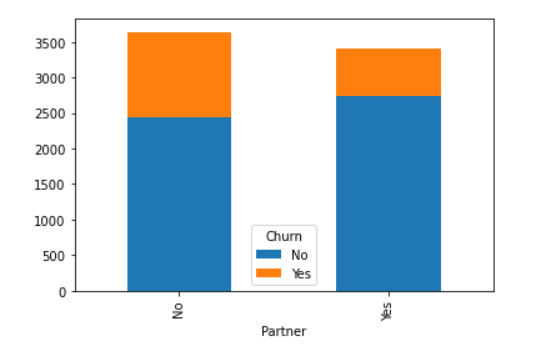 3500
3000
2500
2000
1500
1000
500
0
Churn
No
Yes
No
Yes
Partner